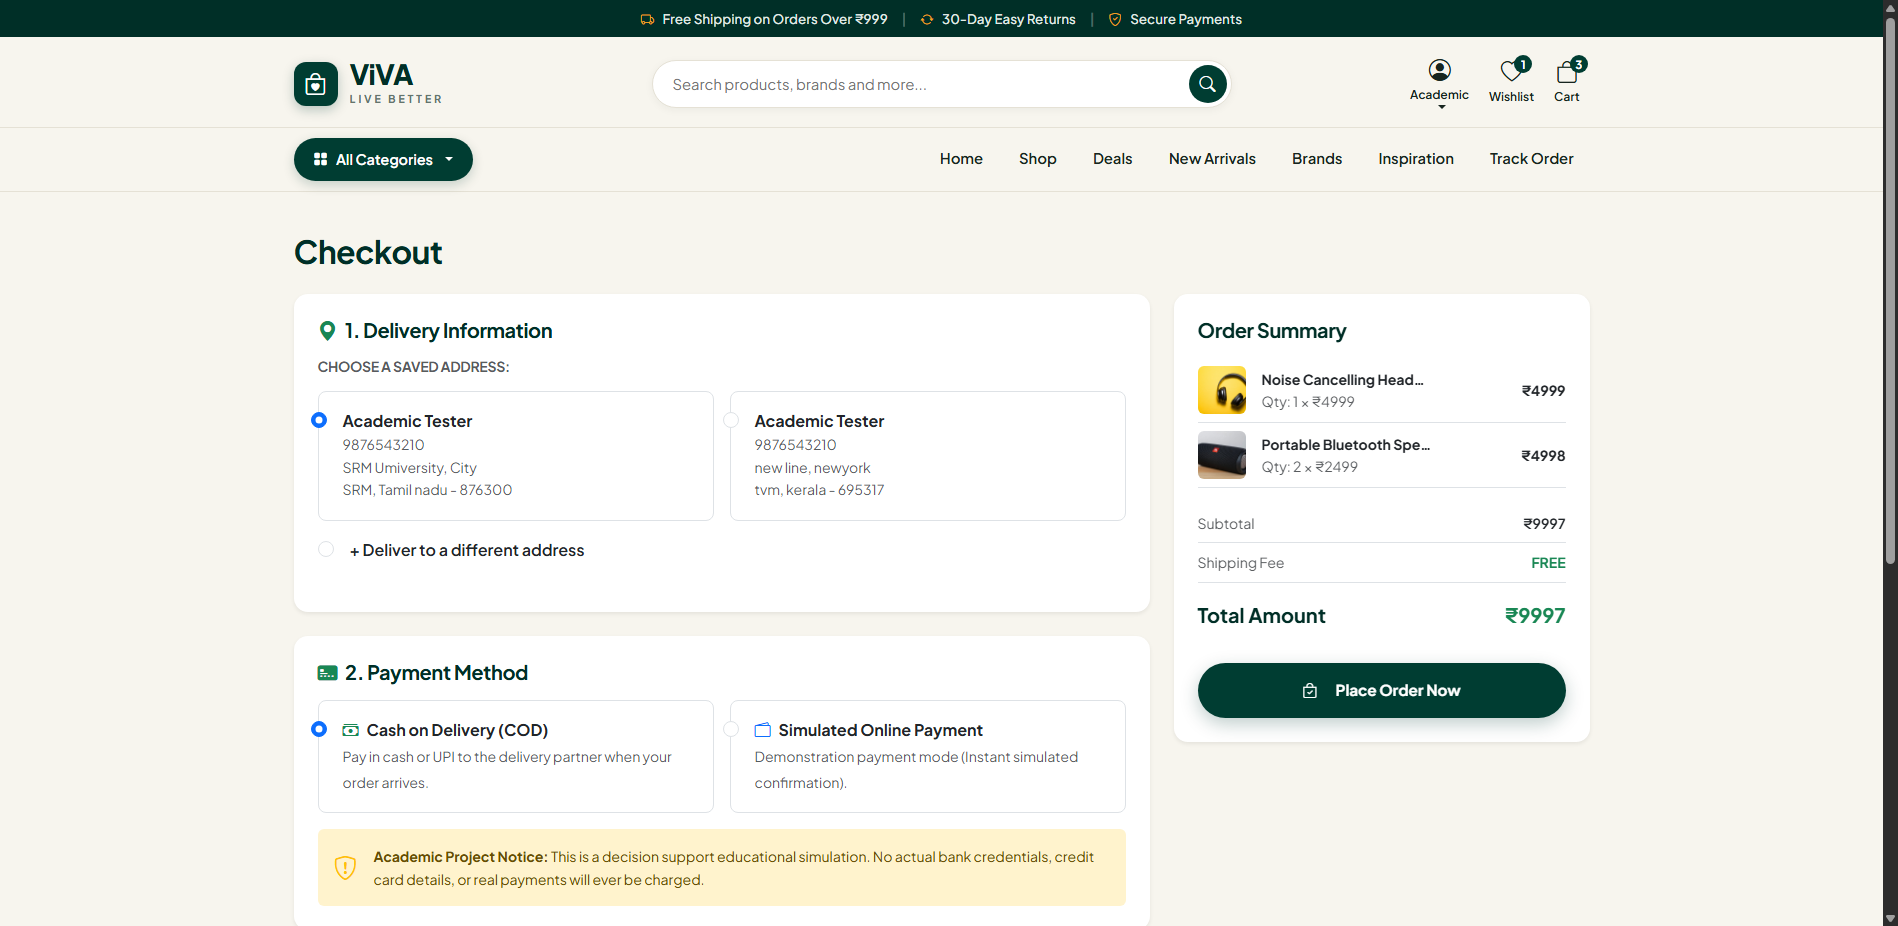 Free Shipping on Orders Over ₹999 | 30-Day Easy Returns | Secure Payments
ViVA
LIVE BETTER
Search products, brands and more...
Academic
1
Wishlist
3
Cart
All Categories
Home
Shop
Deals
New Arrivals
Brands
Inspiration
Track Order
Checkout
1. Delivery Information
CHOOSE A SAVED ADDRESS:
Academic Tester
9876543210
SRM Umiversity, City
SRM, Tamil nadu - 876300
Academic Tester
9876543210
new line, newyork
tvm, kerala - 695317
+ Deliver to a different address
2. Payment Method
Cash on Delivery (COD)
Pay in cash or UPI to the delivery partner when your
order arrives.
Simulated Online Payment
Demonstration payment mode (Instant simulated
confirmation).
Academic Project Notice: This is a decision support educational simulation. No actual bank credentials, credit
card details, or real payments will ever be charged.
Order Summary
Noise Cancelling Head...
Qty: 1 × ₹4999
₹4999
Portable Bluetooth Spe...
Qty: 2 × ₹2499
₹4998
Subtotal ₹9997
Shipping Fee FREE
Total Amount ₹9997
Place Order Now